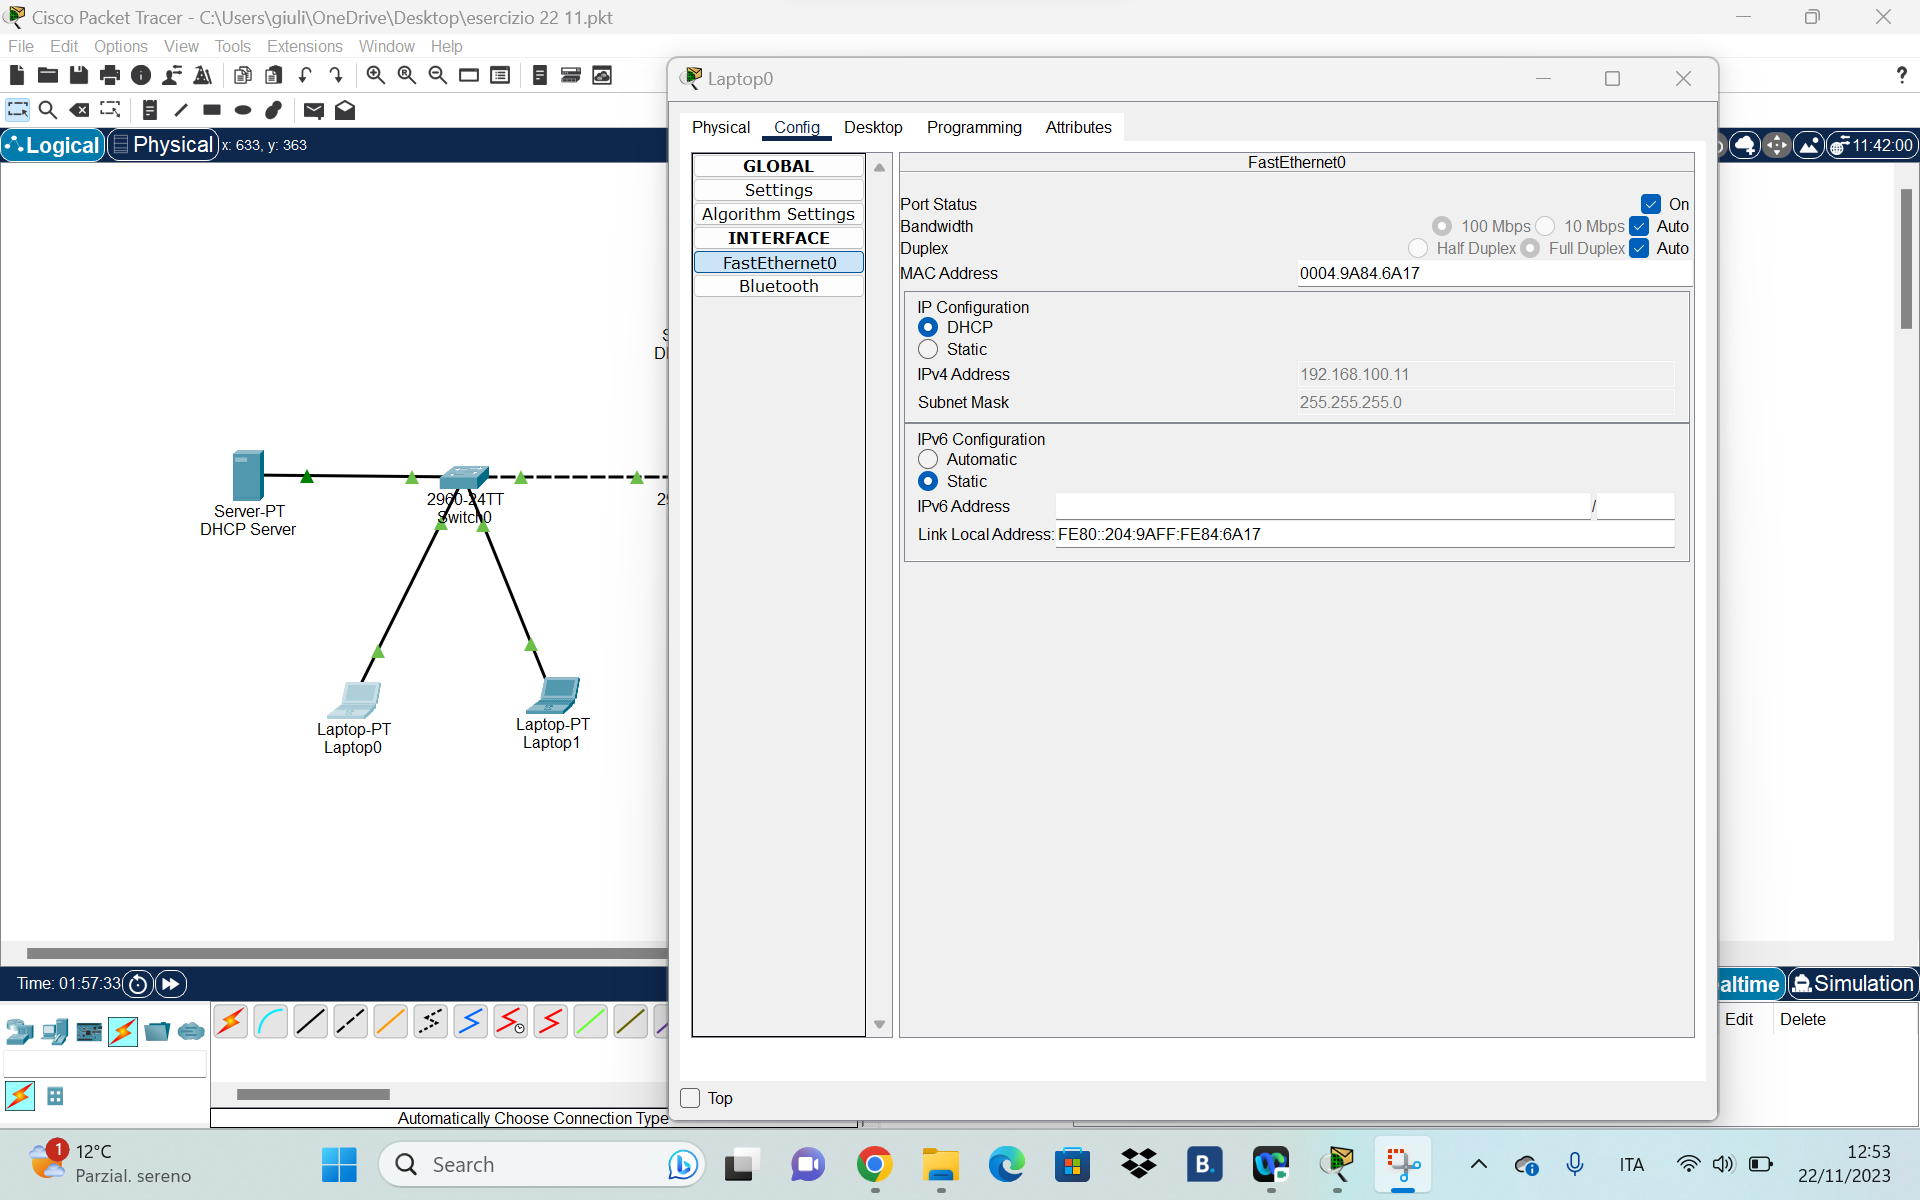 Cisco Packet Tracer - C:\Users\giuli\OneDrive\Desktop\esercizio 22 11.pkt
File Edit Options View Tools Extensions Window Help
Logical Physical x: 633, y: 363
11:42:00
Server-PT
DHCP Server
2960-24TT
Switch0
Laptop-PT
Laptop0
Laptop-PT
Laptop1
Laptop0
Physical Config Desktop Programming Attributes
GLOBAL
Settings
Algorithm Settings
INTERFACE
FastEthernet0
Bluetooth
FastEthernet0
Port Status On
Bandwidth 100 Mbps 10 Mbps Auto
Duplex Half Duplex Full Duplex Auto
MAC Address 0004.9A84.6A17
IP Configuration
DHCP
Static
IPv4 Address 192.168.100.11
Subnet Mask 255.255.255.0
IPv6 Configuration
Automatic
Static
IPv6 Address /
Link Local Address: FE80::204:9AFF:FE84:6A17
Top
Time: 01:57:33
altime Simulation
Edit Delete
Automatically Choose Connection Type
1 12°C
Parzial. sereno
Search
B.
ITA
12:53
22/11/2023